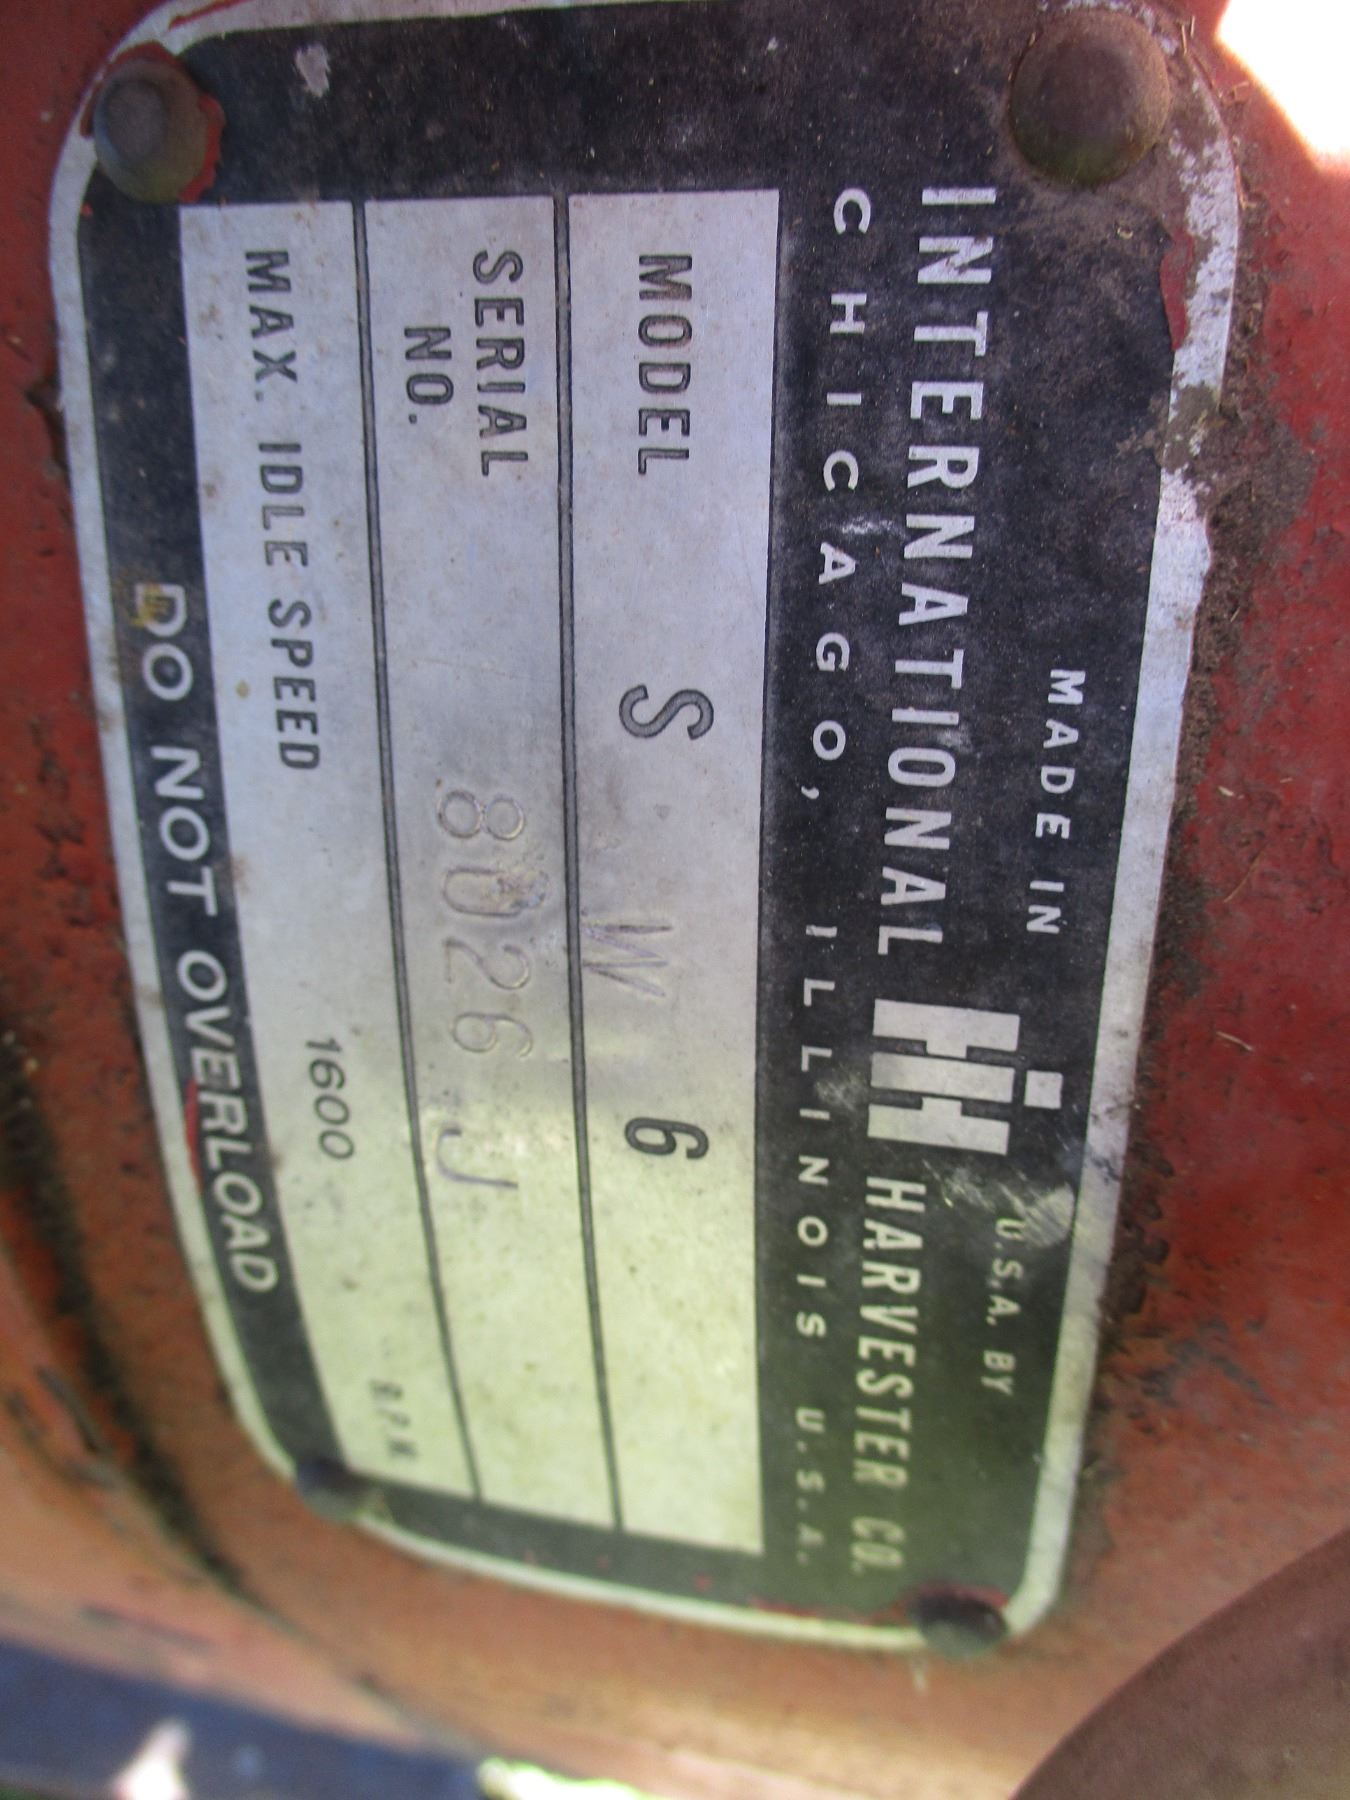 MADE IN U.S.A. BY
INTERNATIONAL IH HARVESTER CO.
CHICAGO, ILLINOIS U.S.A.
MODEL S W 6
SERIAL NO. 8026 J
MAX. IDLE SPEED 1600 R.P.M.
DO NOT OVERLOAD